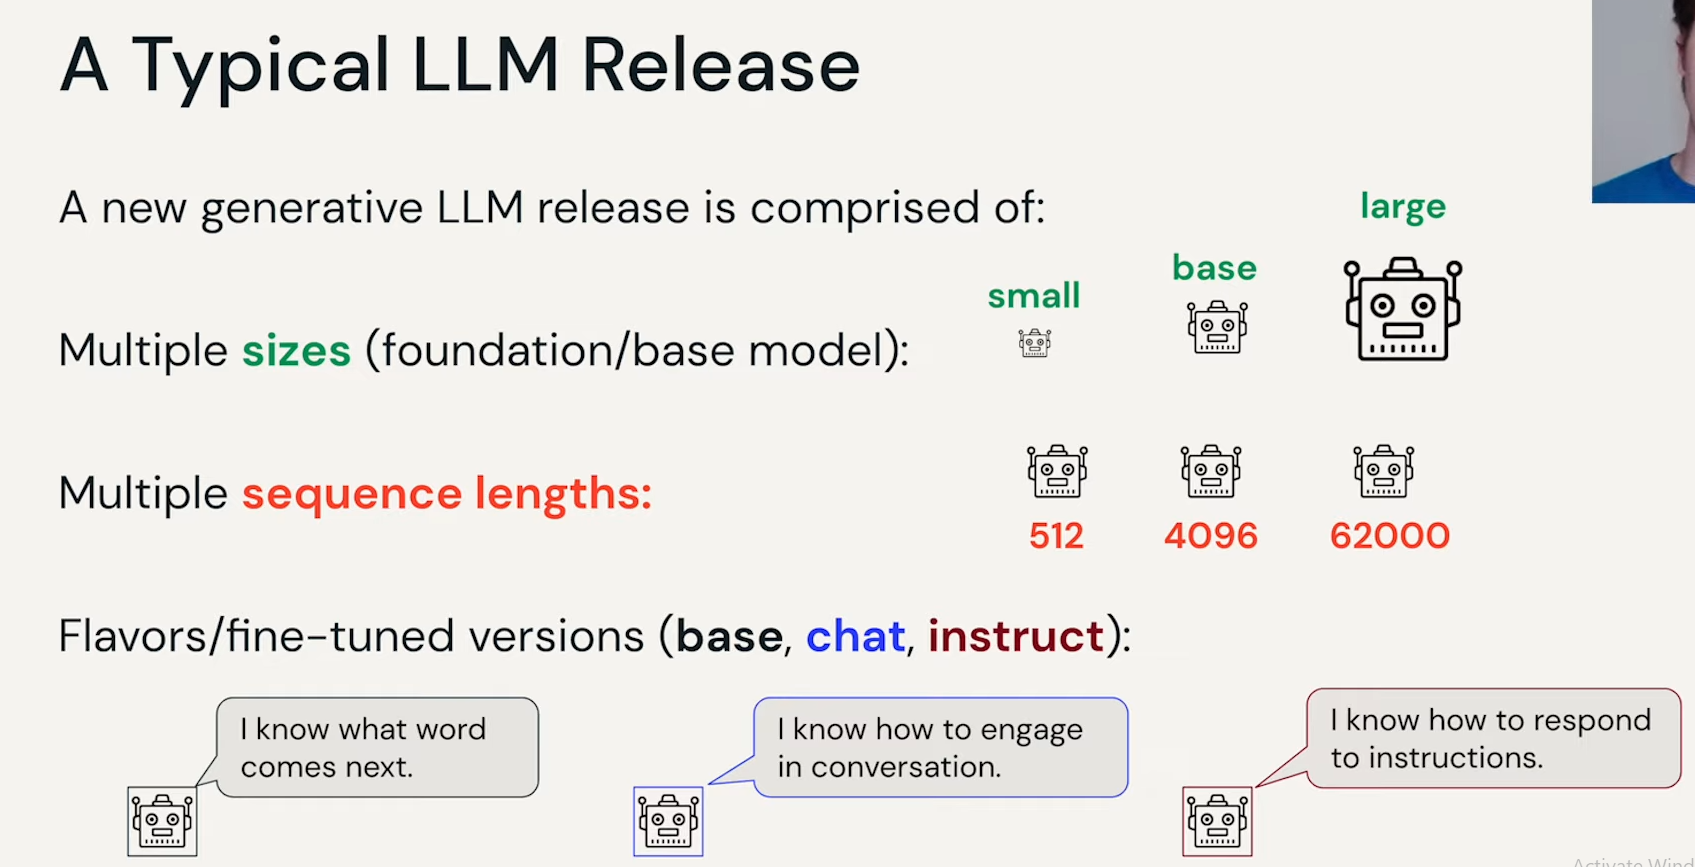 A Typical LLM Release
A new generative LLM release is comprised of:
large
base
small
Multiple sizes (foundation/base model):
Multiple sequence lengths:
512 4096 62000
Flavors/fine-tuned versions (base, chat, instruct):
I know what word
comes next.
I know how to engage
in conversation.
I know how to respond
to instructions.
Activate Wind